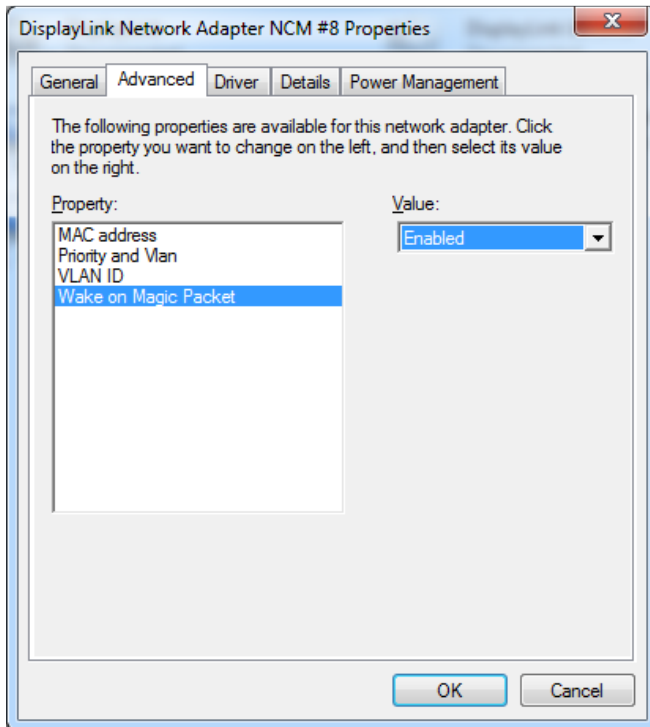 DisplayLink Network Adapter NCM #8 Properties
General Advanced Driver Details Power Management
The following properties are available for this network adapter. Click
the property you want to change on the left, and then select its value
on the right.
Property: Value:
MAC address Enabled
Priority and Vlan
VLAN ID
Wake on Magic Packet
OK Cancel